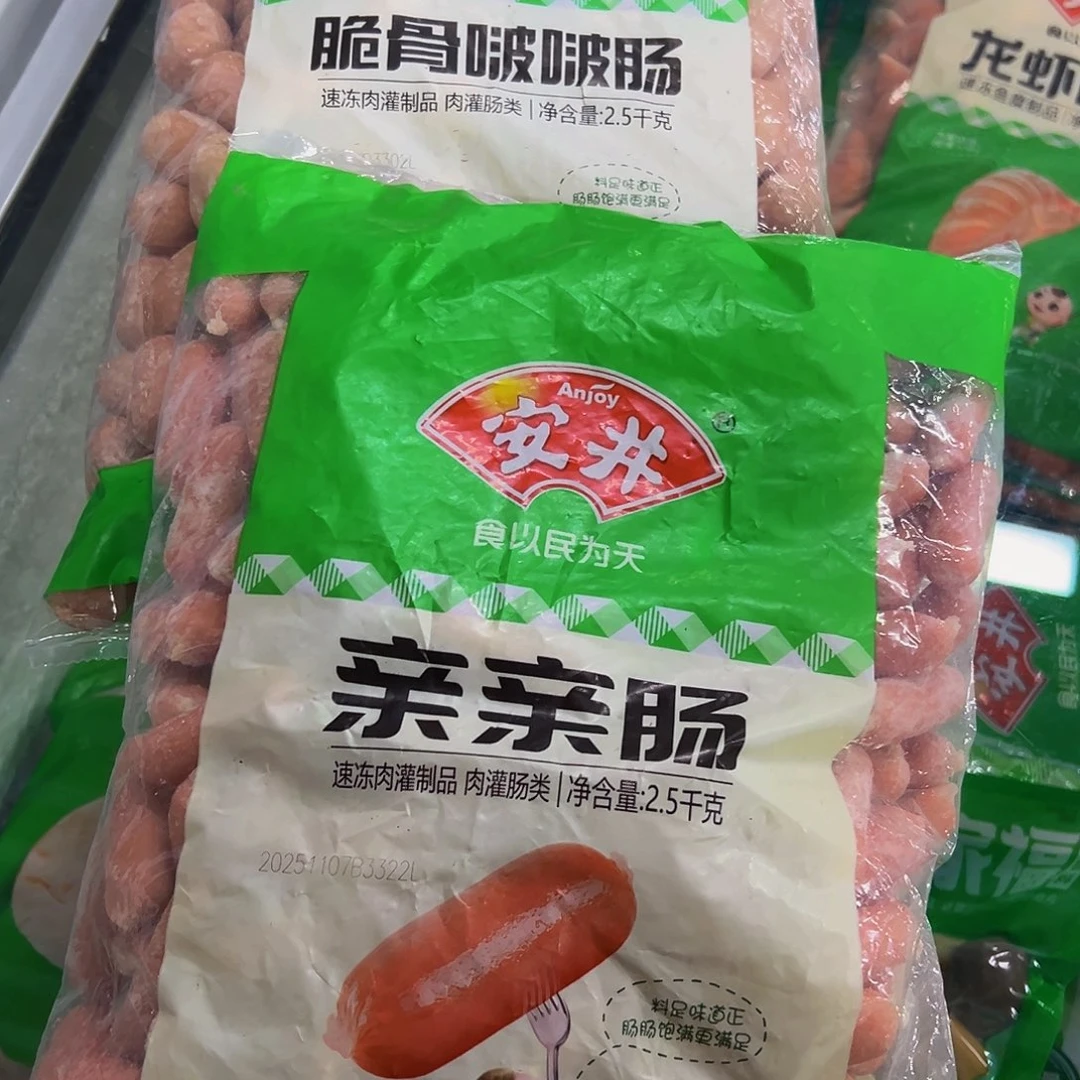 脆骨啵啵肠
速冻肉灌制品 肉灌肠类 | 净含量:2.5千克
料足味道正
肠肠饱满更满足
龙虾
Anjoy
安井
®
食以民为天
亲亲肠
速冻肉灌制品 肉灌肠类 | 净含量:2.5千克
20251107B3322L
料足味道正
肠肠饱满更满足
安井
家福